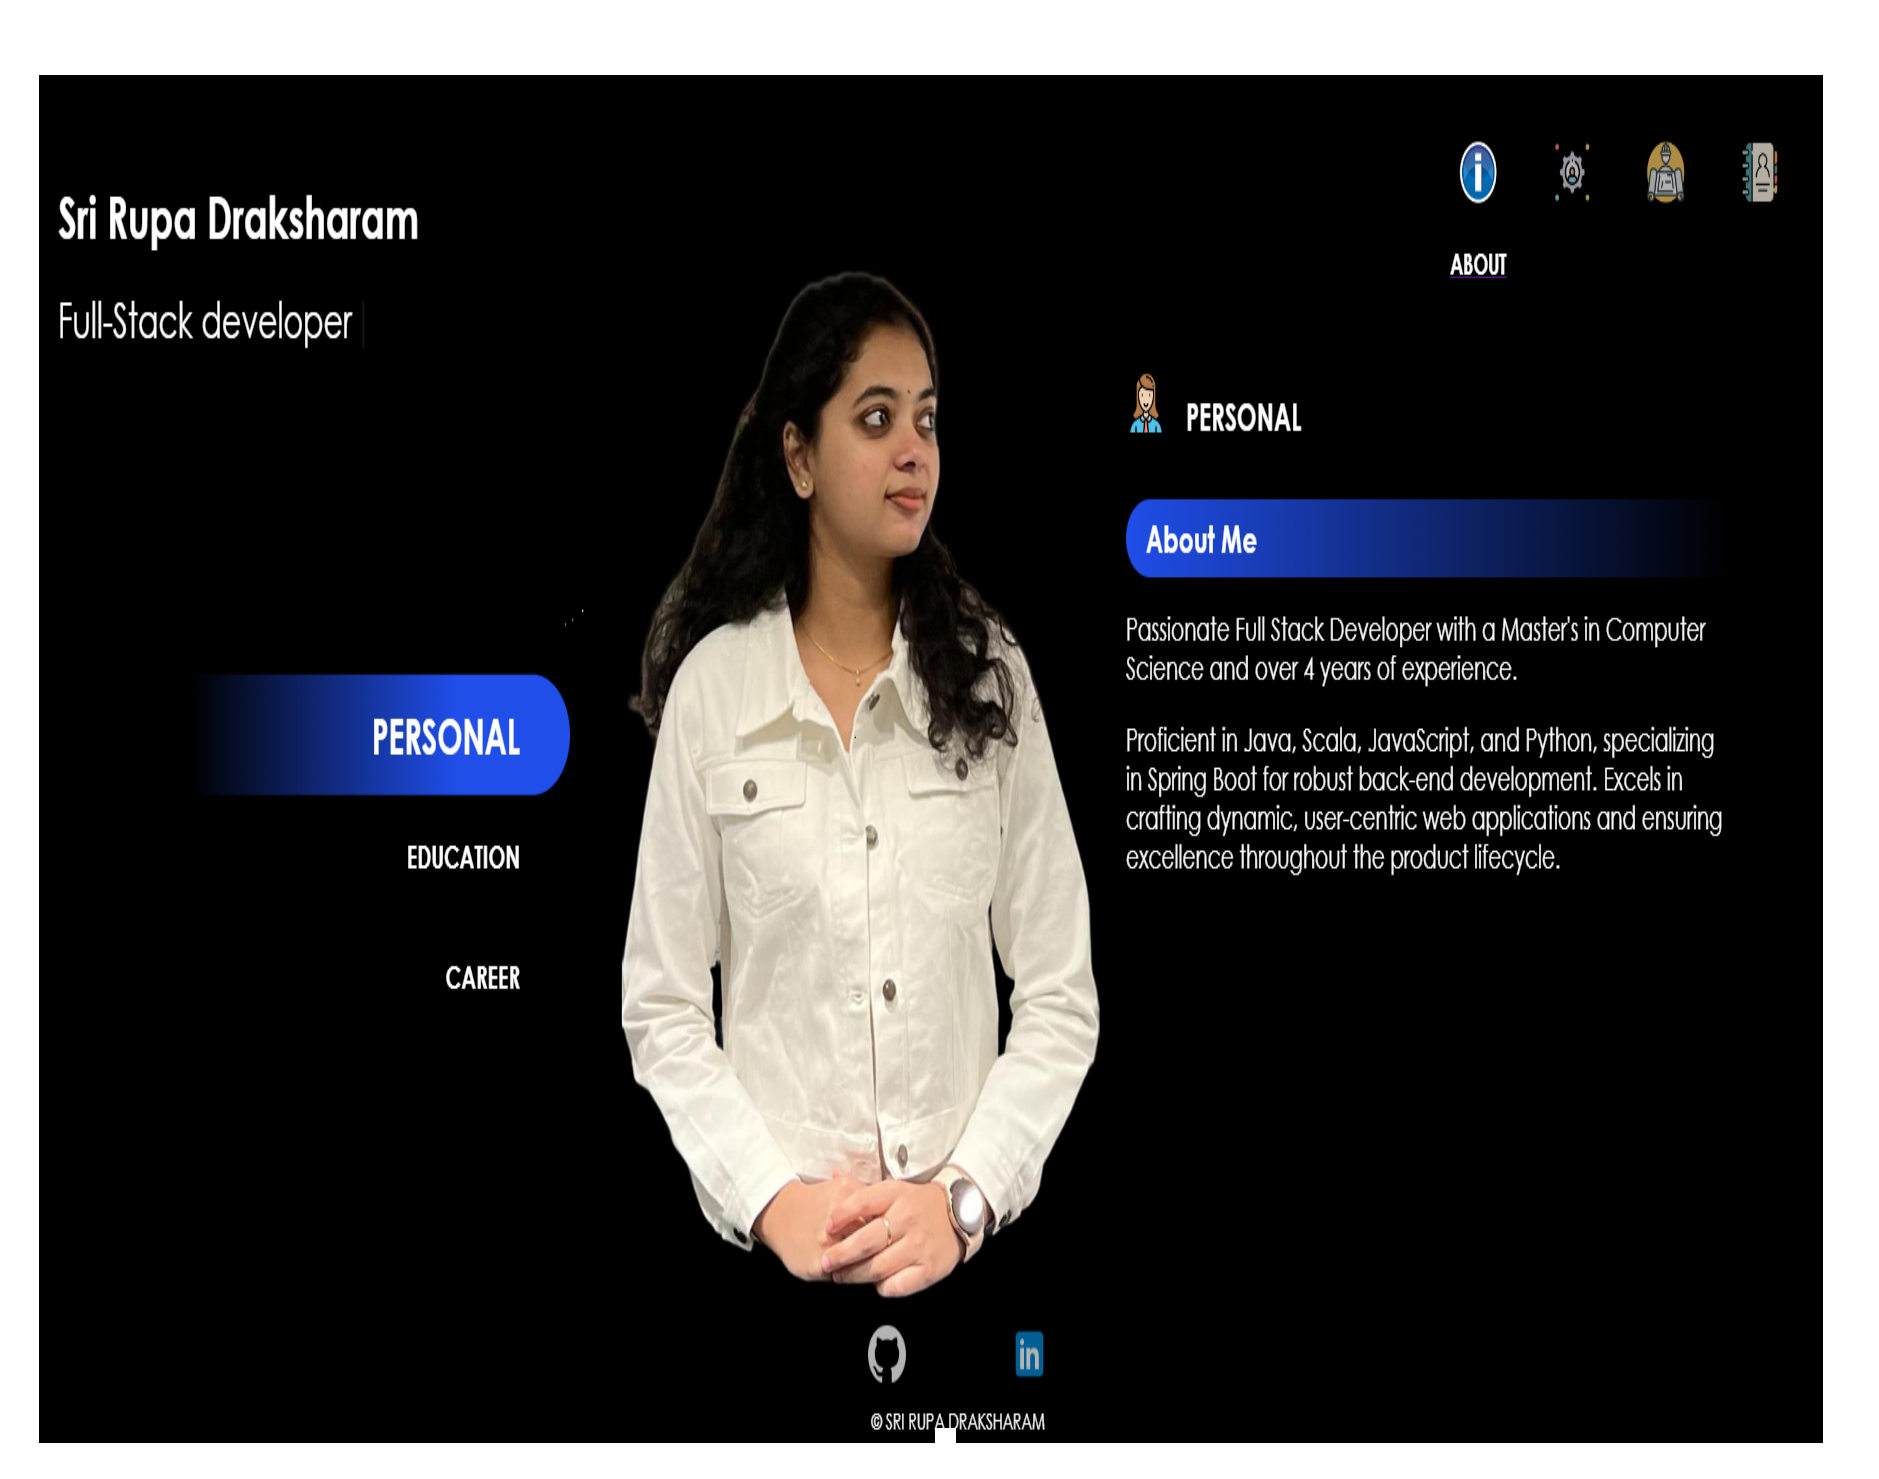 Sri Rupa Draksharam
Full-Stack developer
ABOUT
PERSONAL
EDUCATION
CAREER
PERSONAL
About Me
Passionate Full Stack Developer with a Master's in Computer
Science and over 4 years of experience.
Proficient in Java, Scala, JavaScript, and Python, specializing
in Spring Boot for robust back-end development. Excels in
crafting dynamic, user-centric web applications and ensuring
excellence throughout the product lifecycle.
in
© SRI RUPA DRAKSHARAM